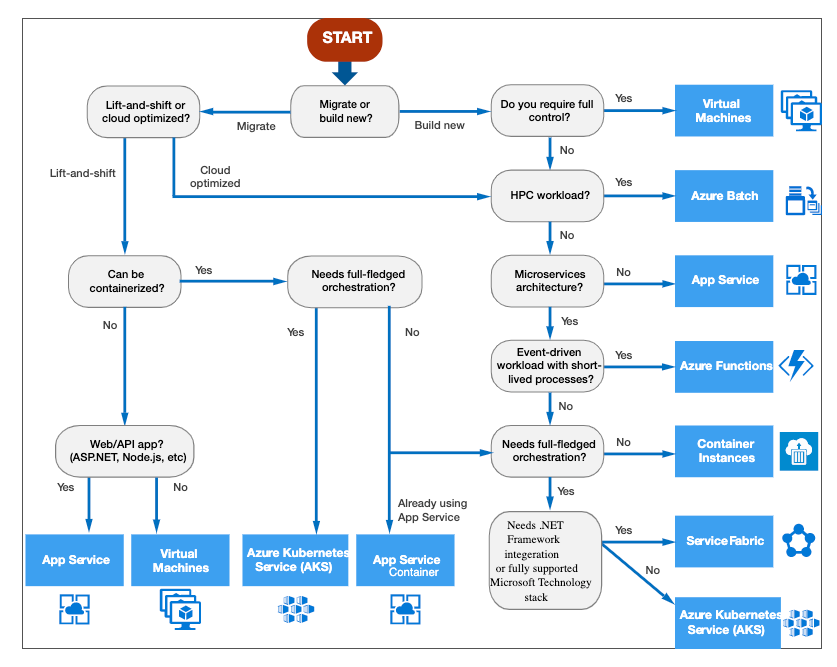 START
Lift-and-shift or
cloud optimized?
Migrate or
build new?
Do you require full
control?
Yes
Virtual
Machines
Migrate
Build new
No
Lift-and-shift
Cloud
optimized
HPC workload?
Yes
Azure Batch
No
Can be
containerized?
Yes
Needs full-fledged
orchestration?
Microservices
architecture?
No
App Service
No
Yes
No
Yes
Event-driven
workload with short-
lived processes?
Yes
Azure Functions
No
Web/API app?
(ASP.NET, Node.js, etc)
Needs full-fledged
orchestration?
No
Container
Instances
Yes
No
Already using
App Service
Yes
App Service
Virtual
Machines
Azure Kubernetes
Service (AKS)
App Service
Container
Needs .NET
Framework
integeration
or fully supported
Microsoft Technology
stack
Yes
Service Fabric
No
Azure Kubernetes
Service (AKS)